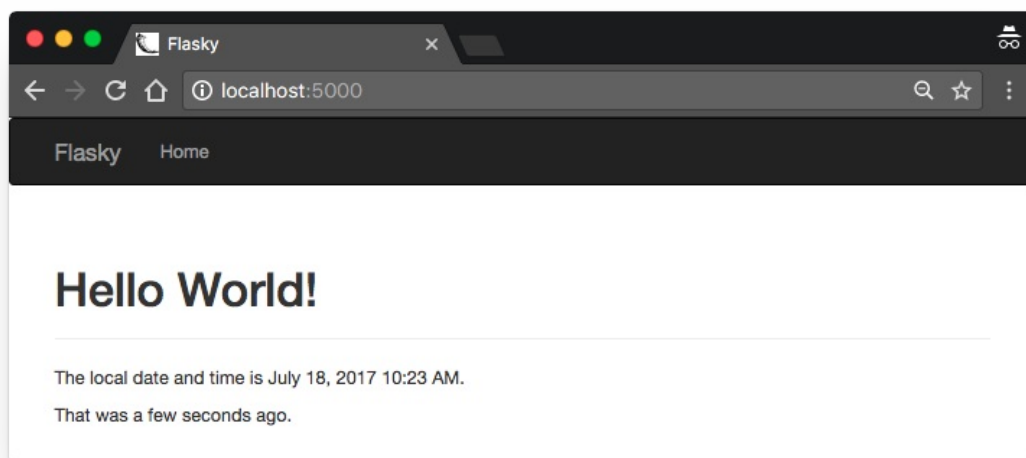 Flasky
localhost:5000
Flasky Home
Hello World!
The local date and time is July 18, 2017 10:23 AM.
That was a few seconds ago.